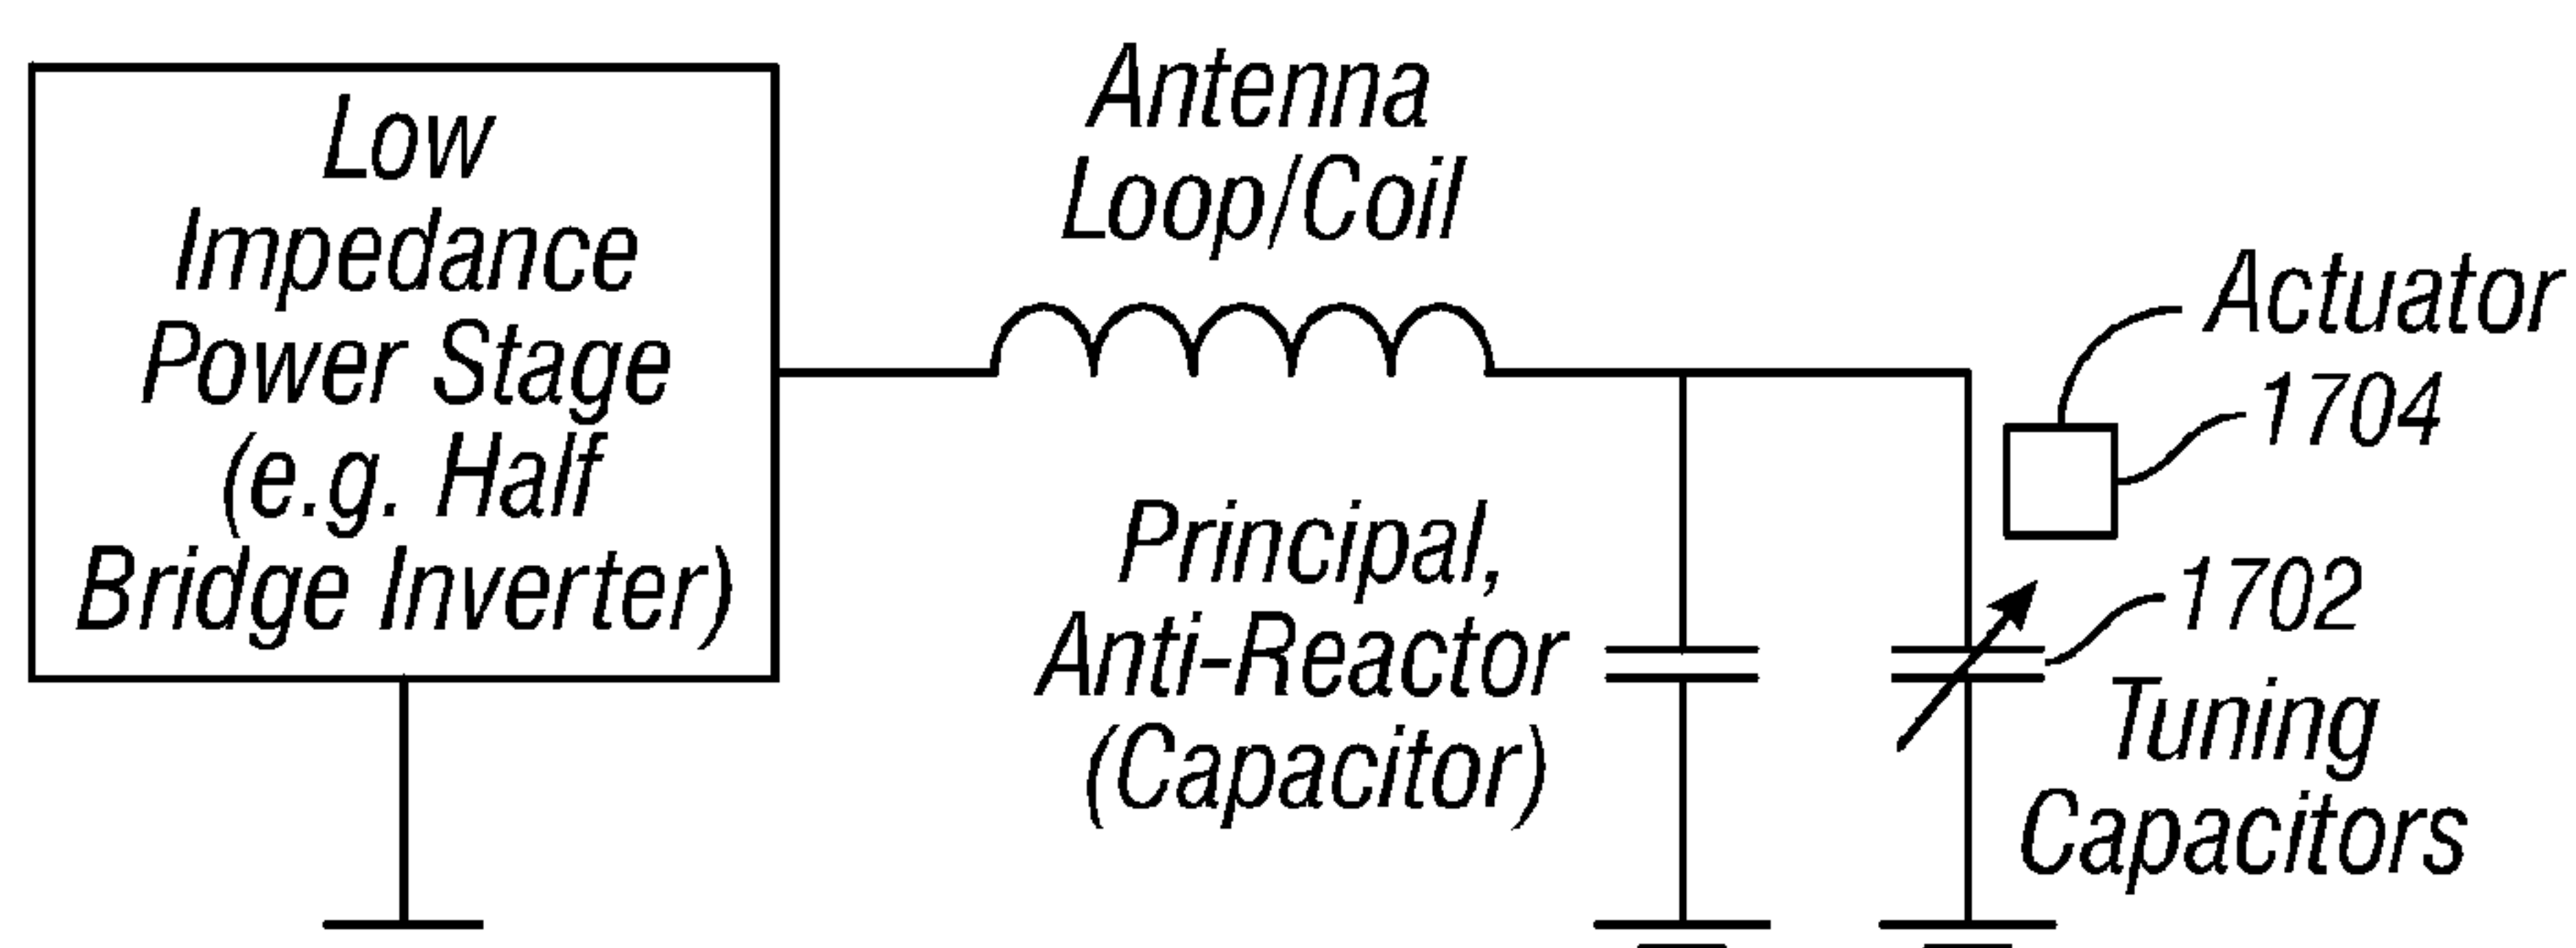 Low
Impedance
Power Stage
(e.g. Half
Bridge Inverter)
Antenna
Loop/Coil
Principal,
Anti-Reactor
(Capacitor)
Actuator
1704
1702
Tuning
Capacitors